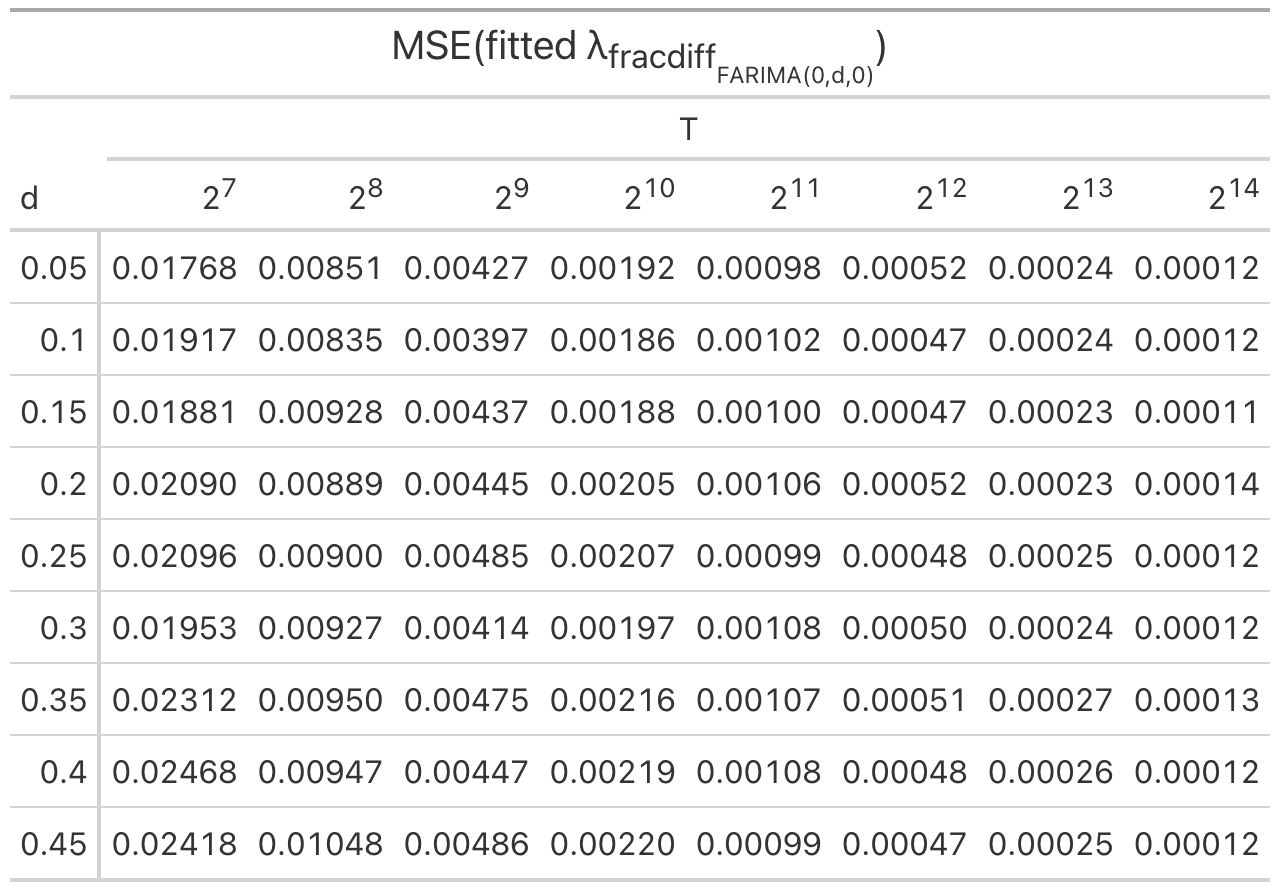 MSE(fitted λfracdiffFARIMA(0,d,0))
T
d 2^7 2^8 2^9 2^10 2^11 2^12 2^13 2^14
0.05 0.01768 0.00851 0.00427 0.00192 0.00098 0.00052 0.00024 0.00012
0.1 0.01917 0.00835 0.00397 0.00186 0.00102 0.00047 0.00024 0.00012
0.15 0.01881 0.00928 0.00437 0.00188 0.00100 0.00047 0.00023 0.00011
0.2 0.02090 0.00889 0.00445 0.00205 0.00106 0.00052 0.00023 0.00014
0.25 0.02096 0.00900 0.00485 0.00207 0.00099 0.00048 0.00025 0.00012
0.3 0.01953 0.00927 0.00414 0.00197 0.00108 0.00050 0.00024 0.00012
0.35 0.02312 0.00950 0.00475 0.00216 0.00107 0.00051 0.00027 0.00013
0.4 0.02468 0.00947 0.00447 0.00219 0.00108 0.00048 0.00026 0.00012
0.45 0.02418 0.01048 0.00486 0.00220 0.00099 0.00047 0.00025 0.00012